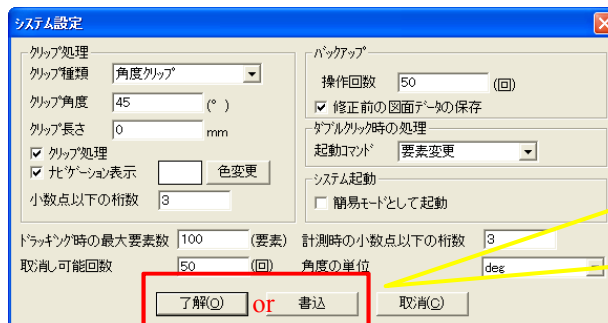 システム設定
クリップ処理
クリップ種類 角度クリップ
クリップ角度 45 (°)
クリップ長さ 0 mm
クリップ処理
ナビゲーション表示 色変更
小数点以下の桁数 3
バックアップ
操作回数 50 (回)
修正前の図面データの保存
ダブルクリック時の処理
起動コマンド 要素変更
システム起動
簡易モードとして起動
ドラッキング時の最大要素数 100 (要素) 計測時の小数点以下の桁数 3
取消し可能回数 50 (回) 角度の単位 deg
了解(O) or 書込 取消(C)